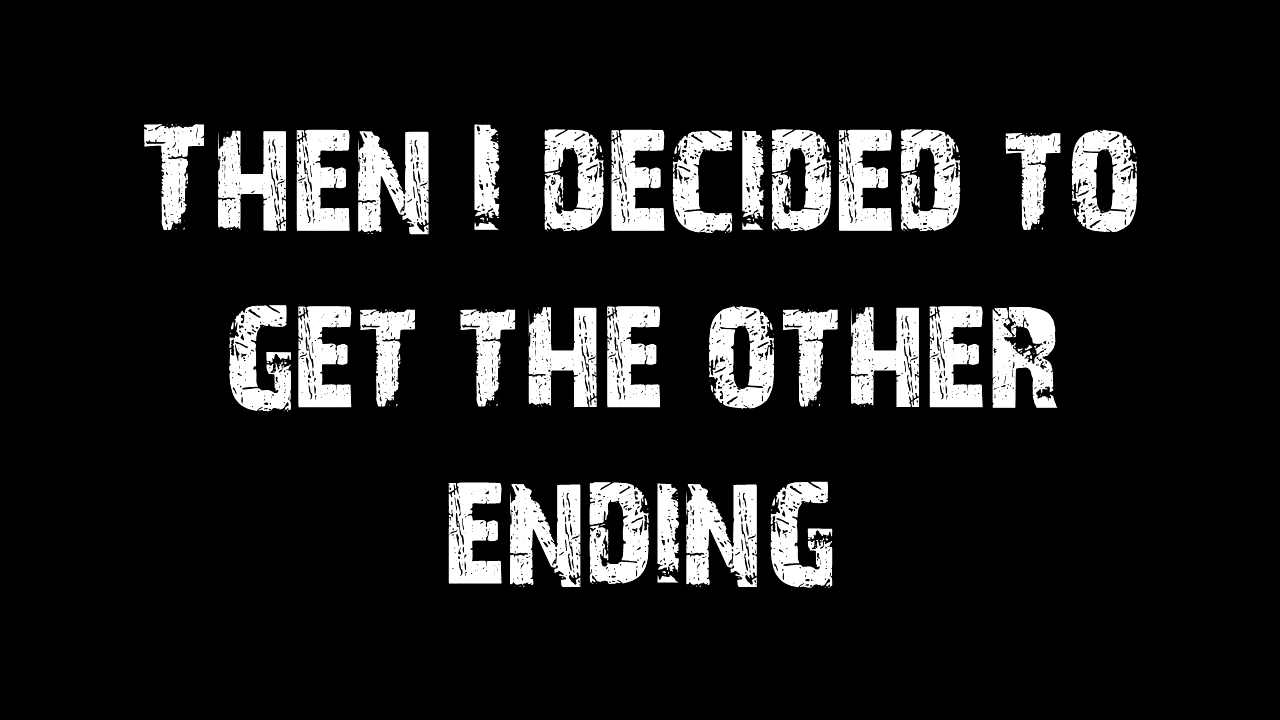 Then I decided to
get the other
ending